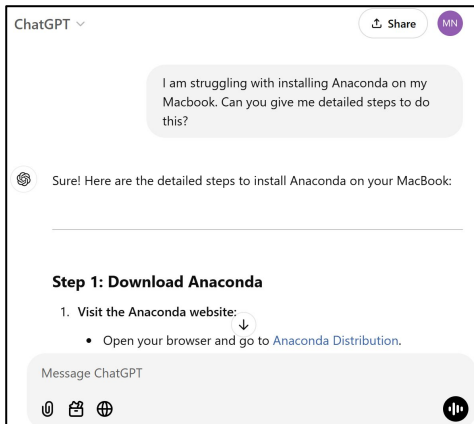 ChatGPT
Share
MN
I am struggling with installing Anaconda on my
Macbook. Can you give me detailed steps to do
this?
Sure! Here are the detailed steps to install Anaconda on your MacBook:
Step 1: Download Anaconda
1. Visit the Anaconda website:
• Open your browser and go to Anaconda Distribution.
Message ChatGPT